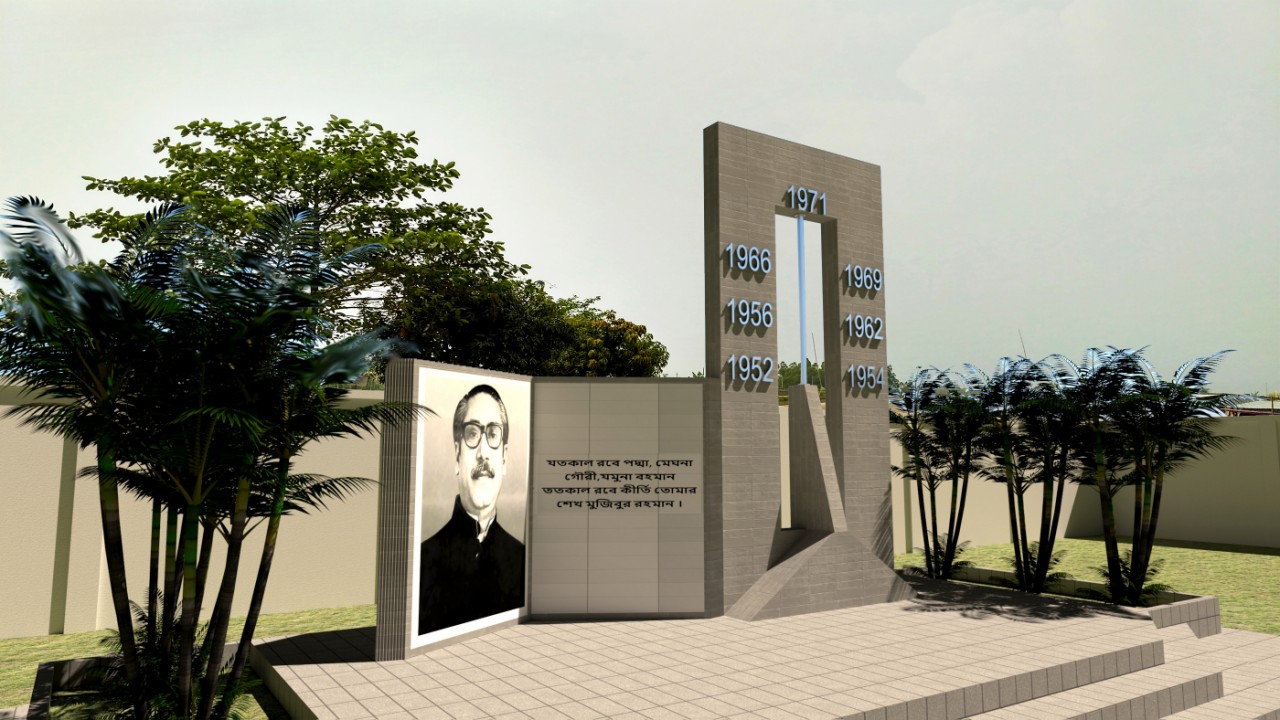 যতকাল রবে পদ্মা, মেঘনা
গৌরী,যমুনা বহমান
ততকাল রবে কীর্তি তোমার
শেখ মুজিবুর রহমান ।
1971
1966
1969
1956
1962
1952
1954